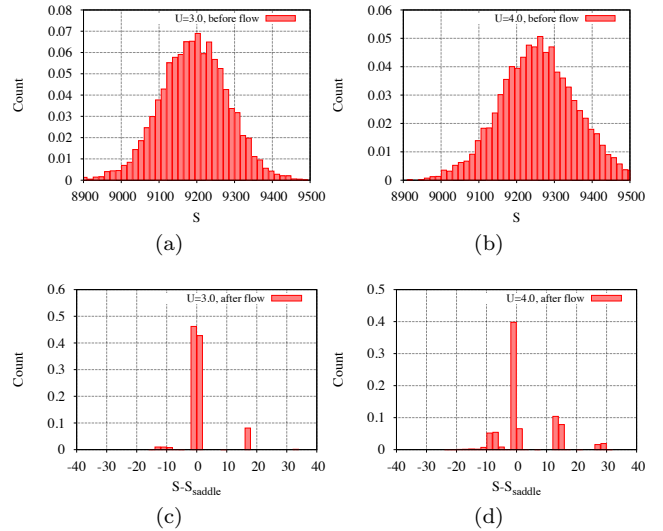 U=3.0, before flow
Count
0.08
0.07
0.06
0.05
0.04
0.03
0.02
0.01
0
8900 9000 9100 9200 9300 9400 9500
S
(a)
U=4.0, before flow
Count
0.06
0.05
0.04
0.03
0.02
0.01
0
8900 9000 9100 9200 9300 9400 9500
S
(b)
U=3.0, after flow
Count
0.6
0.5
0.4
0.3
0.2
0.1
0
-40 -30 -20 -10 0 10 20 30 40
S-S_saddle
(c)
U=4.0, after flow
Count
0.5
0.4
0.3
0.2
0.1
0
-40 -30 -20 -10 0 10 20 30 40
S-S_saddle
(d)